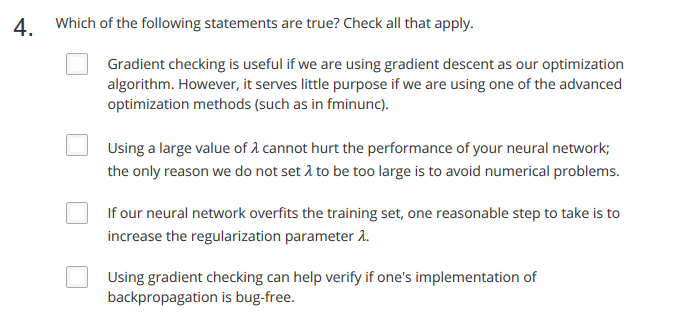 4. Which of the following statements are true? Check all that apply.
Gradient checking is useful if we are using gradient descent as our optimization
algorithm. However, it serves little purpose if we are using one of the advanced
optimization methods (such as in fminunc).
Using a large value of λ cannot hurt the performance of your neural network;
the only reason we do not set λ to be too large is to avoid numerical problems.
If our neural network overfits the training set, one reasonable step to take is to
increase the regularization parameter λ.
Using gradient checking can help verify if one's implementation of
backpropagation is bug-free.